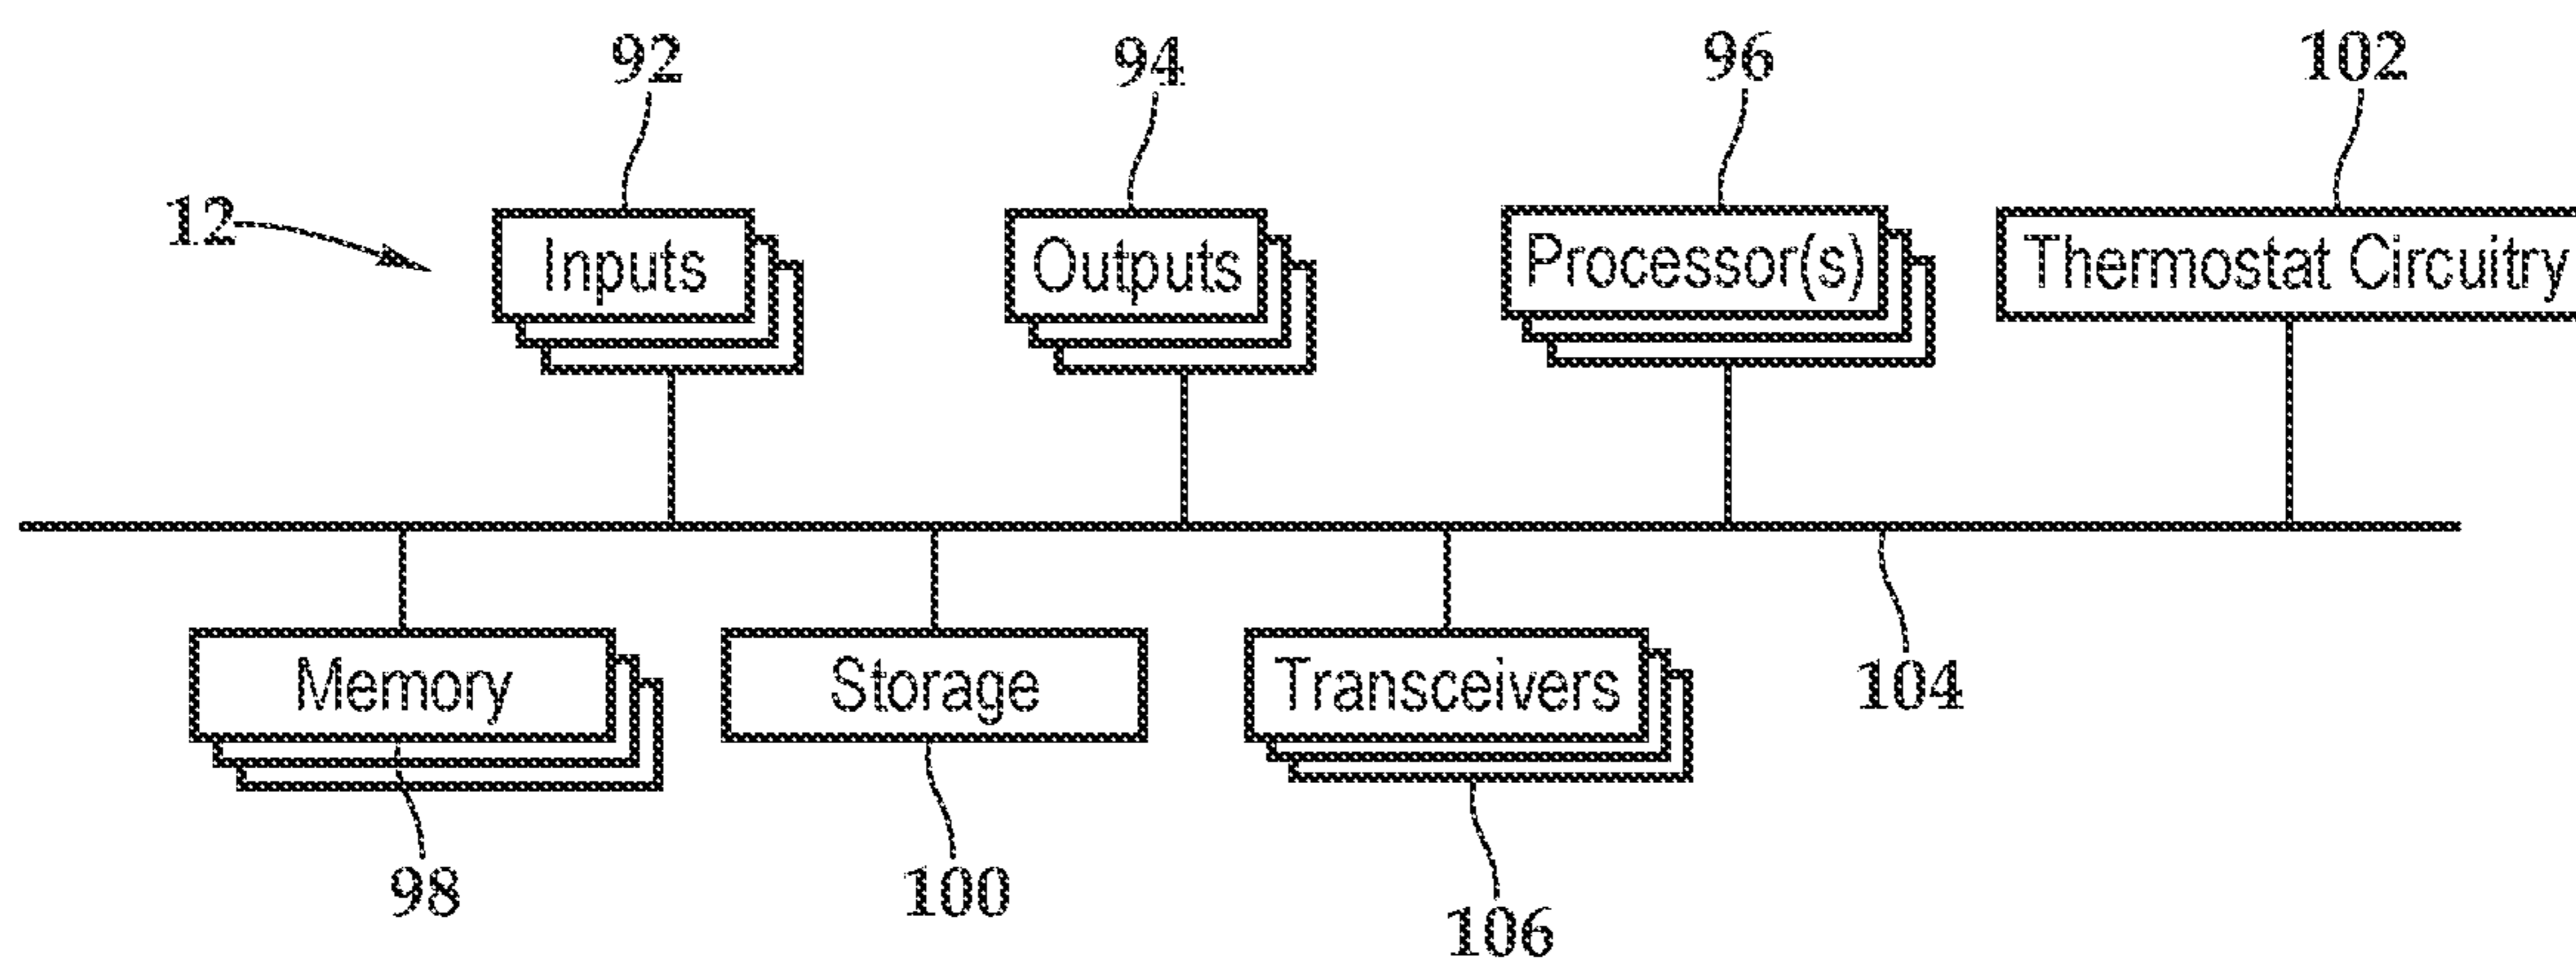 92 94 96 102
12
Inputs Outputs Processor(s) Thermostat Circuitry
Memory Storage Transceivers 104
98 100 106